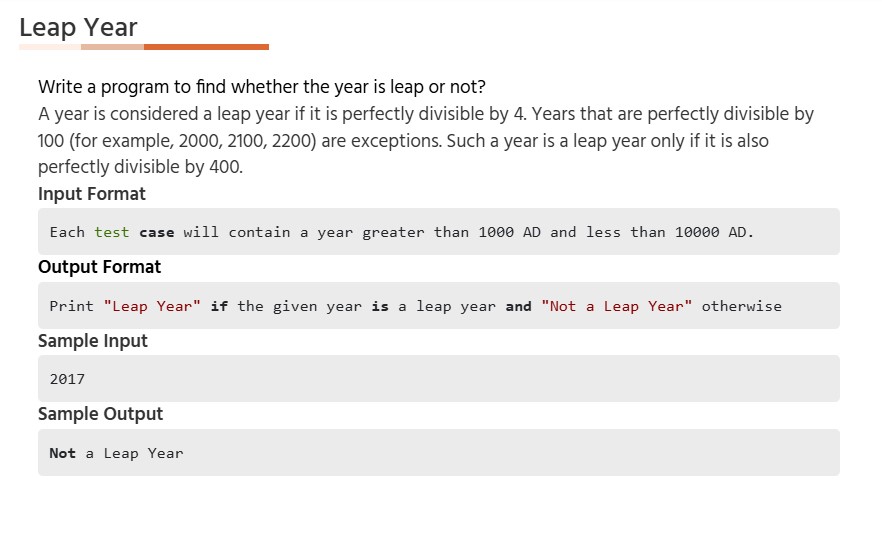 Leap Year
Write a program to find whether the year is leap or not?
A year is considered a leap year if it is perfectly divisible by 4. Years that are perfectly divisible by
100 (for example, 2000, 2100, 2200) are exceptions. Such a year is a leap year only if it is also
perfectly divisible by 400.
Input Format
Each test case will contain a year greater than 1000 AD and less than 10000 AD.
Output Format
Print "Leap Year" if the given year is a leap year and "Not a Leap Year" otherwise
Sample Input
2017
Sample Output
Not a Leap Year